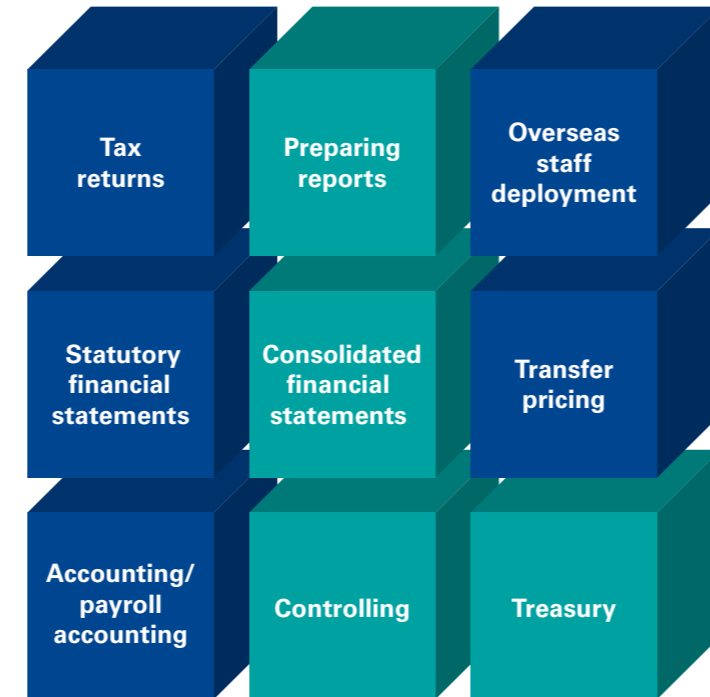 Tax
returns
Preparing
reports
Overseas
staff
deployment
Statutory
financial
statements
Consolidated
financial
statements
Transfer
pricing
Accounting/
payroll
accounting
Controlling
Treasury